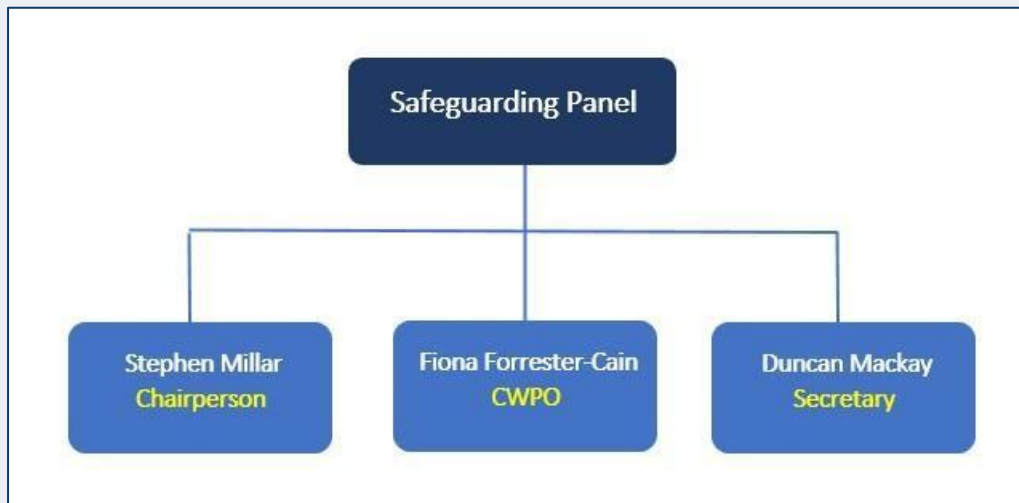 Safeguarding Panel
Stephen Millar
Chairperson
Fiona Forrester-Cain
CWPO
Duncan Mackay
Secretary